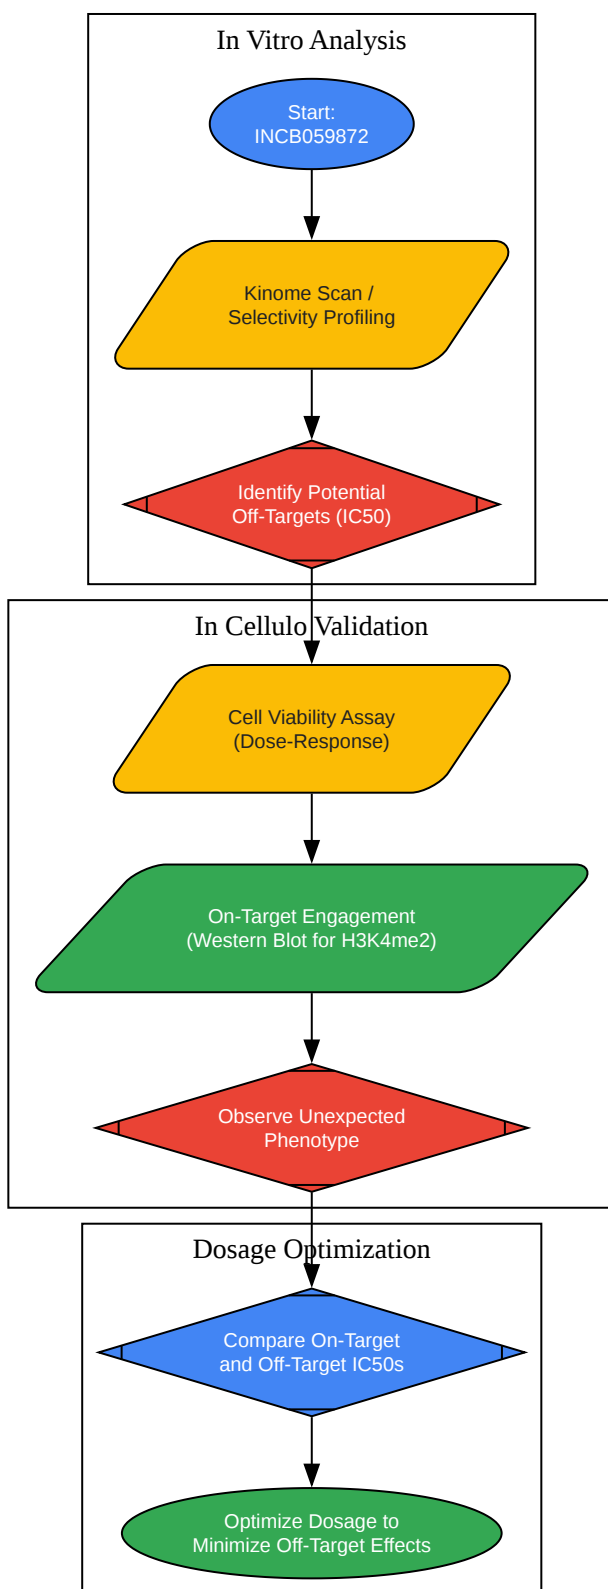 In Vitro Analysis
Start:
INCB059872
Kinome Scan /
Selectivity Profiling
Identify Potential
Off-Targets (IC50)
In Cellulo Validation
Cell Viability Assay
(Dose-Response)
On-Target Engagement
(Western Blot for H3K4me2)
Observe Unexpected
Phenotype
Dosage Optimization
Compare On-Target
and Off-Target IC50s
Optimize Dosage to
Minimize Off-Target Effects